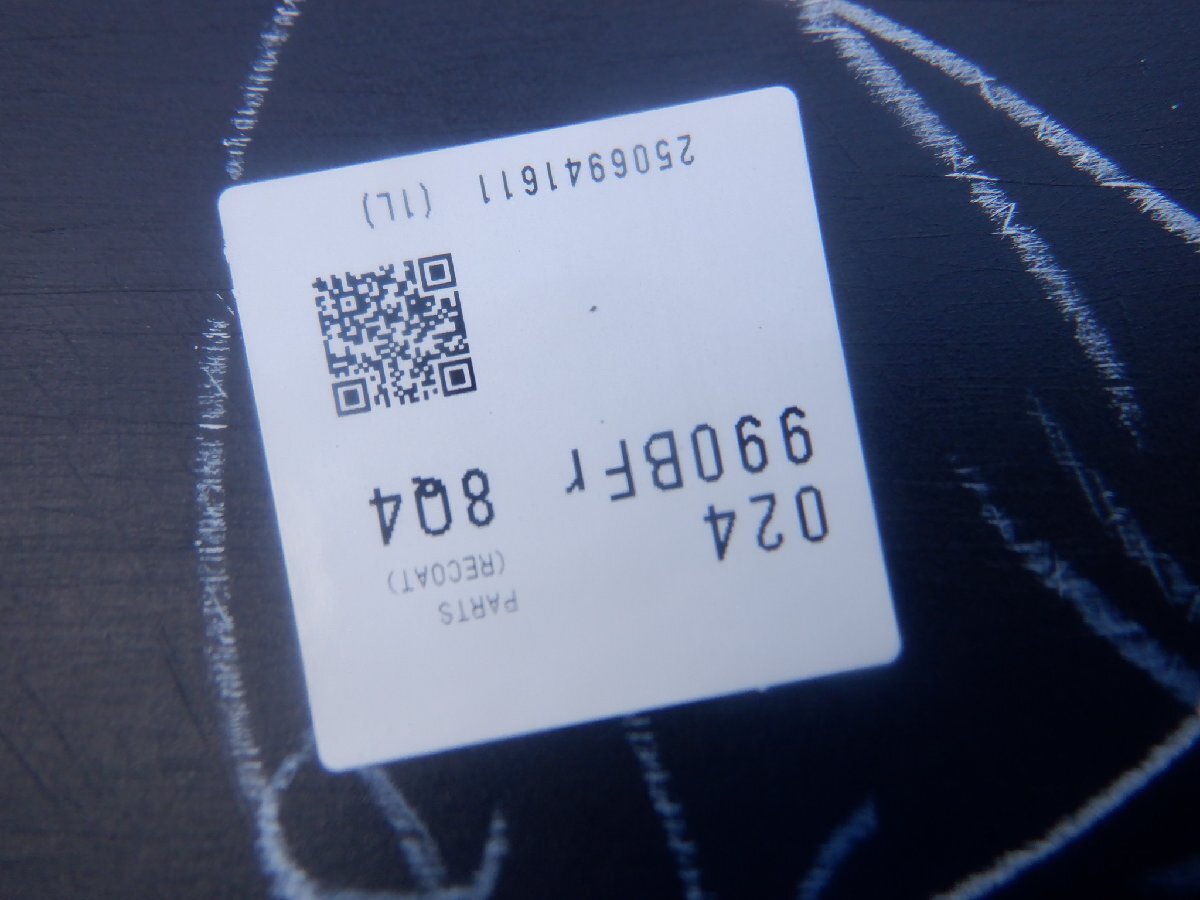 PARTS
024 (RECOAT)
990BFr 8Q4
2506941611 (1L)